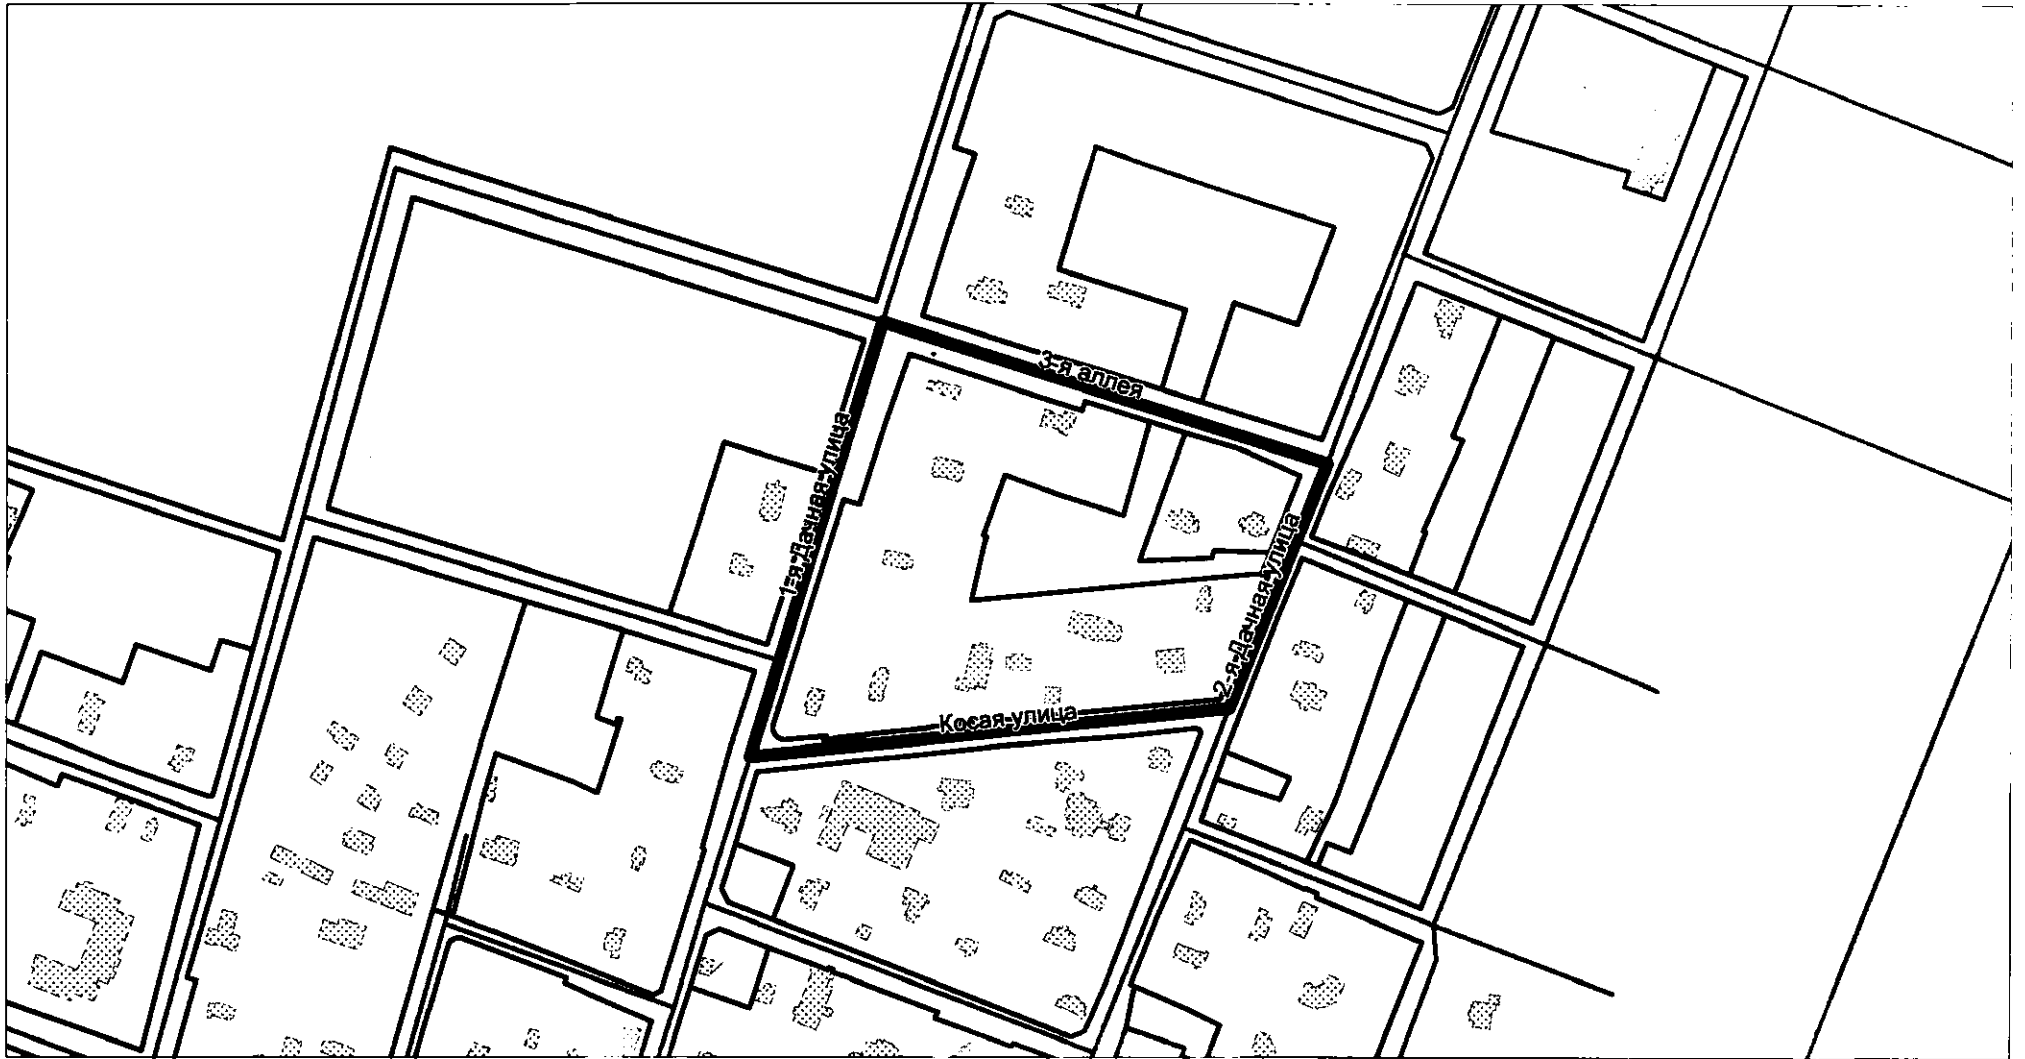 3-я аллея
1-я Дачная улица
2-я Дачная улица
Косая улица